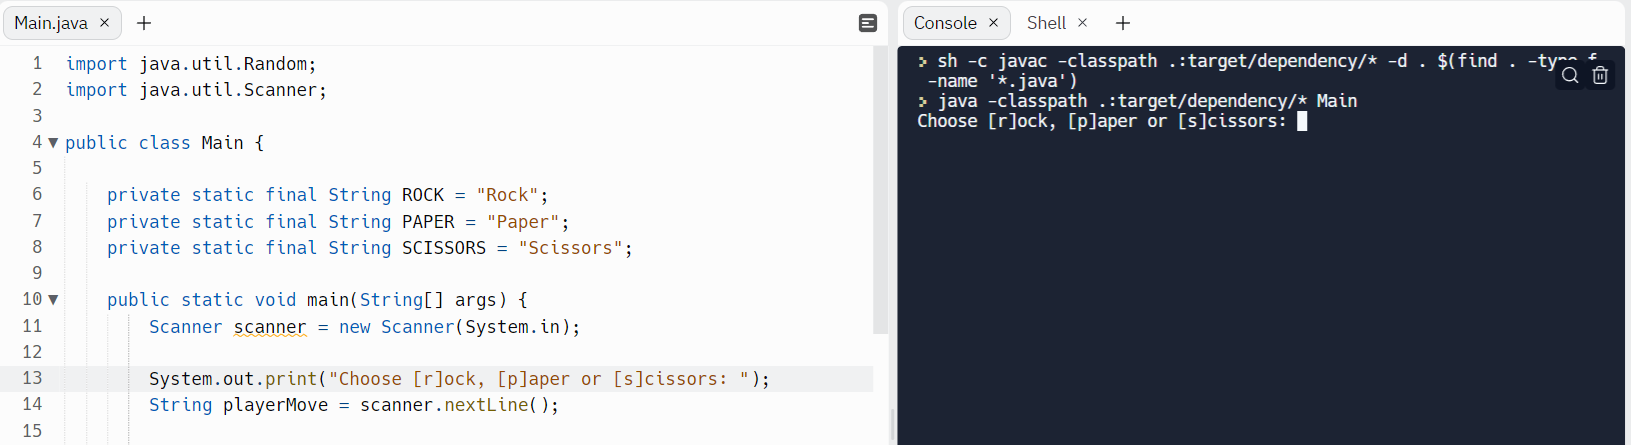 Main.java × +
1 import java.util.Random;
2 import java.util.Scanner;
3
4 public class Main {
5
6 private static final String ROCK = "Rock";
7 private static final String PAPER = "Paper";
8 private static final String SCISSORS = "Scissors";
9
10 public static void main(String[] args) {
11 Scanner scanner = new Scanner(System.in);
12
13 System.out.print("Choose [r]ock, [p]aper or [s]cissors: ");
14 String playerMove = scanner.nextLine();
15
Console × Shell × +
> sh -c javac -classpath .:target/dependency/* -d . $(find . -type f
-name '*.java')
> java -classpath .:target/dependency/* Main
Choose [r]ock, [p]aper or [s]cissors: